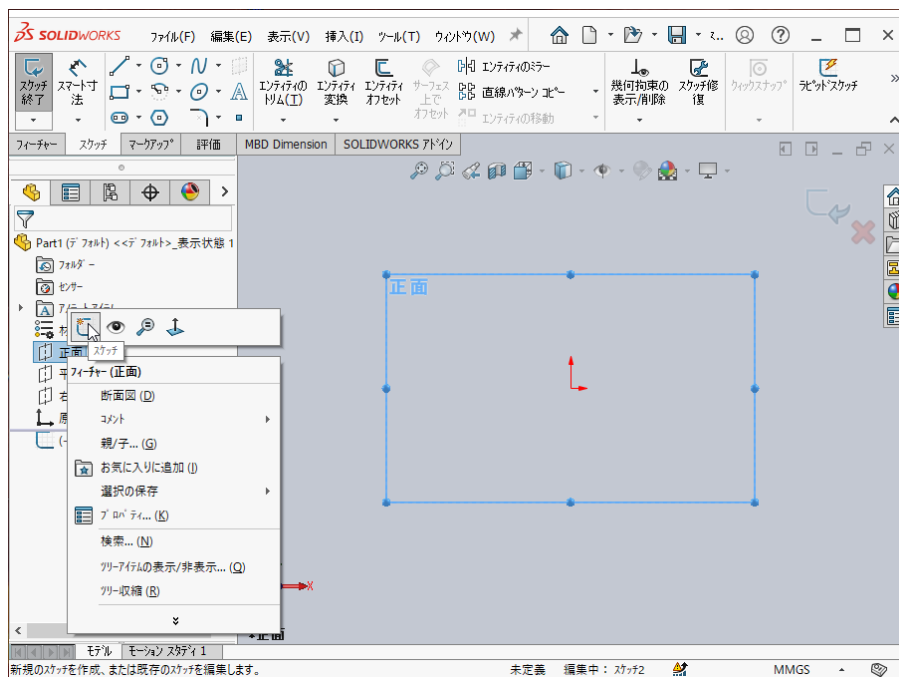 SOLIDWORKS ﾌｧｲﾙ(F) 編集(E) 表示(V) 挿入(I) ﾂｰﾙ(T) ｳｨﾝﾄﾞｳ(W) ｽ...
スケッチ終了 スマート寸法 ｴﾝﾃｨﾃｨのﾄﾘﾑ(T) ｴﾝﾃｨﾃｨ変換 ｴﾝﾃｨﾃｨオフセット サーフェス上でオフセット ｴﾝﾃｨﾃｨのミラー 幾何拘束の表示/削除 ｽｹｯﾁ修復 ｸｨｯｸｽﾅｯﾌﾟ ﾗﾋﾟｯﾄﾞｽｹｯﾁ
直線ﾊﾟﾀｰﾝ ｺﾋﾟｰ
ｴﾝﾃｨﾃｨの移動
ﾌｨｰﾁｬｰ ｽｹｯﾁ ﾏｰｸｱｯﾌﾟ 評価 MBD Dimension SOLIDWORKS ｱﾄﾞｲﾝ
Part1 (ﾃﾞﾌｫﾙﾄ) <<ﾃﾞﾌｫﾙﾄ>_表示状態 1
ﾌｫﾙﾀﾞｰ
ｾﾝｻｰ
正面
正面
ｽｹｯﾁ
ﾌｨｰﾁｬｰ (正面)
断面図 (D)
ｺﾒﾝﾄ
親/子... (G)
お気に入りに追加 (I)
選択の保存
ﾌﾟﾛﾊﾟﾃｨ... (K)
検索... (N)
ﾂﾘｰｱｲﾃﾑの表示/非表示... (Q)
ﾂﾘｰ収縮 (R)
X
*正面
ﾓﾃﾞﾙ ﾓｰｼｮﾝ ｽﾀﾃﾞｨ 1
新規のｽｹｯﾁを作成、または既存のｽｹｯﾁを編集します。 未定義 編集中： ｽｹｯﾁ2 MMGS